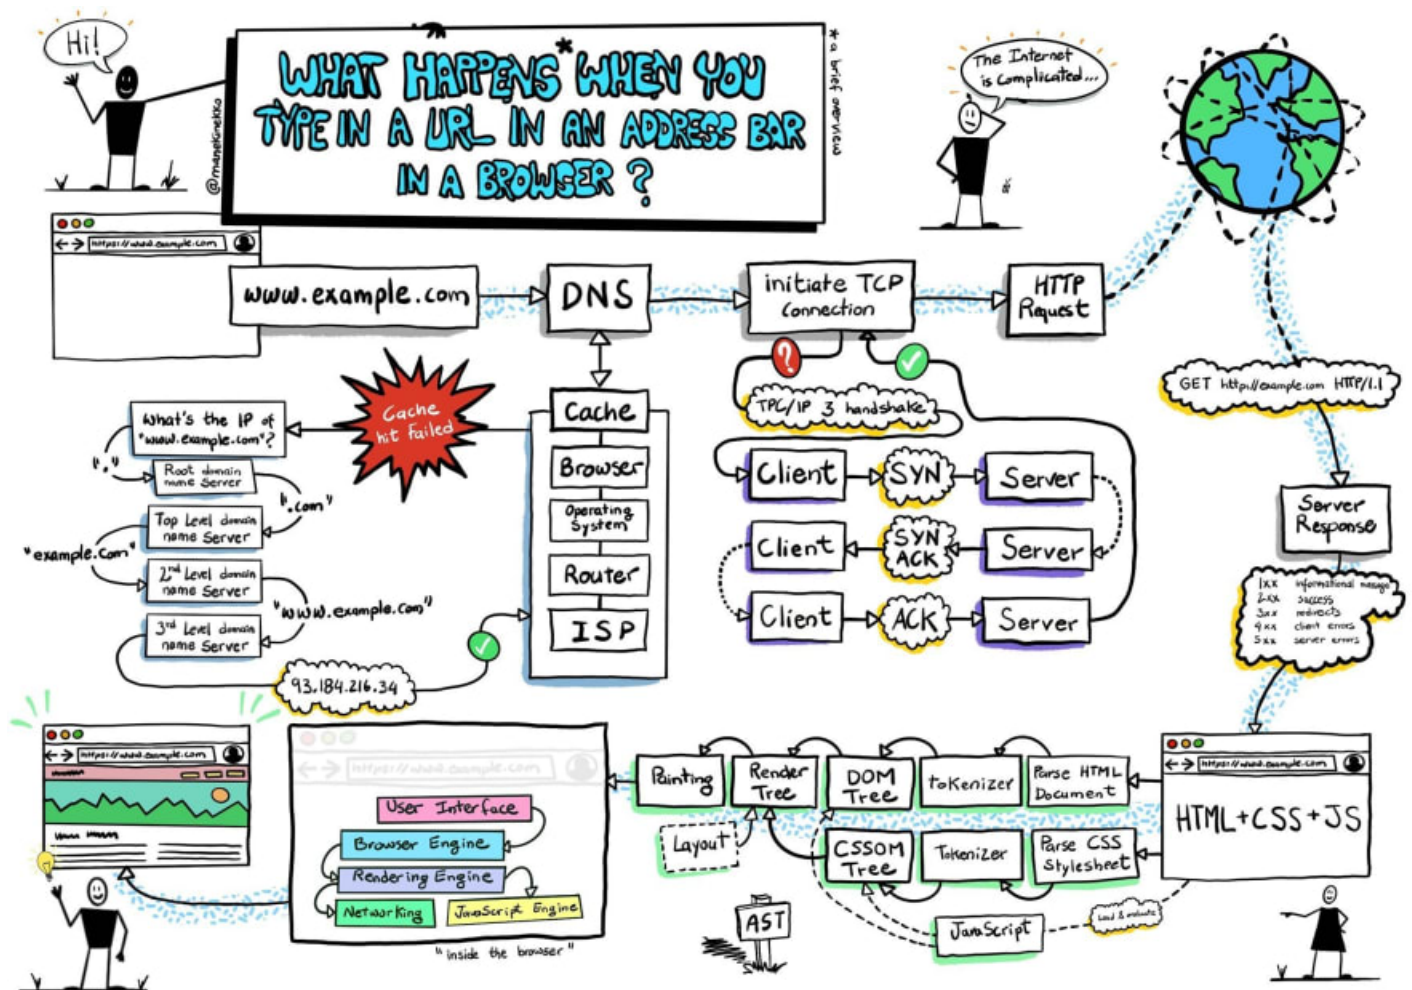 Hi!
WHAT HAPPENS* WHEN YOU
TYPE IN A URL IN AN ADDRESS BAR
IN A BROWSER?
@manekinekko
*a brief overview
The Internet
is complicated...
https://www.example.com
www.example.com
DNS
initiate TCP
Connection
HTTP
Request
GET http://example.com HTTP/1.1
Server
Response
1xx informational message
2xx success
3xx redirects
4xx client errors
5xx server errors
Cache
Browser
Operating
System
Router
ISP
Cache
hit Failed
What's the IP of
"www.example.com"?
"."
Root domain
name Server
".com"
Top Level domain
name Server
"example.com"
2nd Level domain
name Server
"www.example.com"
3rd Level domain
name Server
93.184.216.34
?
TPC/IP 3 handshake
Client
SYN
Server
Client
SYN
ACK
Server
Client
ACK
Server
https://www.example.com
HTML+CSS+JS
Parse HTML
Document
Tokenizer
DOM
Tree
Render
Tree
Painting
Layout
Parse CSS
Stylesheet
Tokenizer
CSSOM
Tree
JavaScript
Load & evaluate
AST
https://www.example.com
User Interface
Browser Engine
Rendering Engine
Networking
JavaScript Engine
"inside the browser"
https://www.example.com